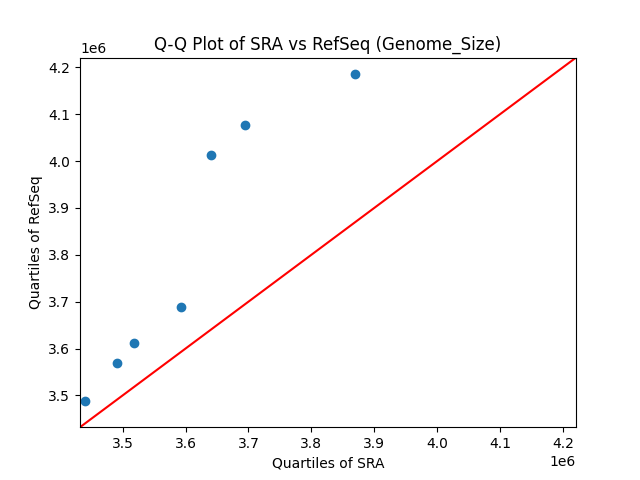 Q-Q Plot of SRA vs RefSeq (Genome_Size)
1e6
4.2
4.1
4.0
3.9
3.8
3.7
3.6
3.5
Quartiles of RefSeq
3.5 3.6 3.7 3.8 3.9 4.0 4.1 4.2
1e6
Quartiles of SRA